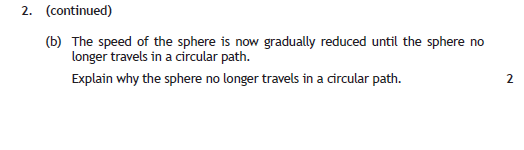 2. (continued)
(b) The speed of the sphere is now gradually reduced until the sphere no
longer travels in a circular path.
Explain why the sphere no longer travels in a circular path. 2